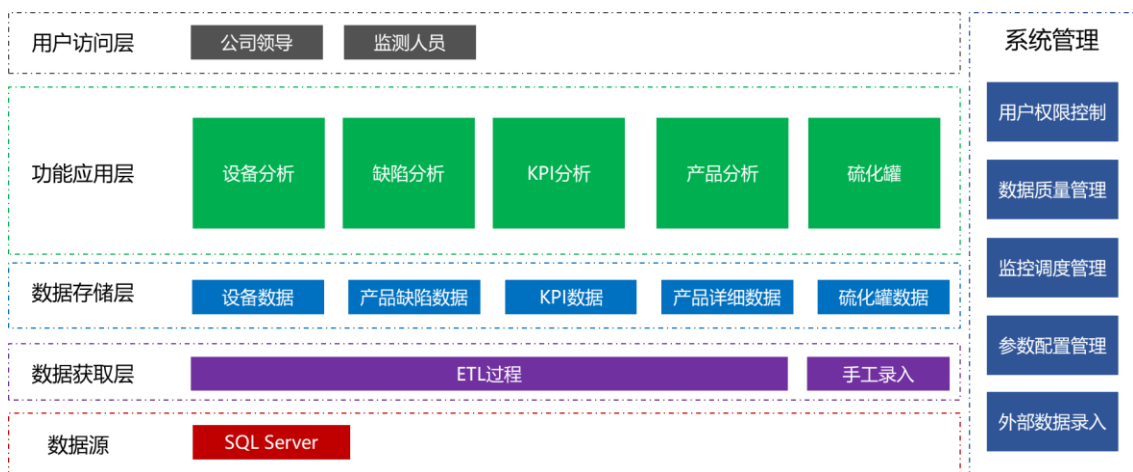 用户访问层
公司领导
监测人员
功能应用层
设备分析
缺陷分析
KPI分析
产品分析
硫化罐
数据存储层
设备数据
产品缺陷数据
KPI数据
产品详细数据
硫化罐数据
数据获取层
ETL过程
手工录入
数据源
SQL Server
系统管理
用户权限控制
数据质量管理
监控调度管理
参数配置管理
外部数据录入